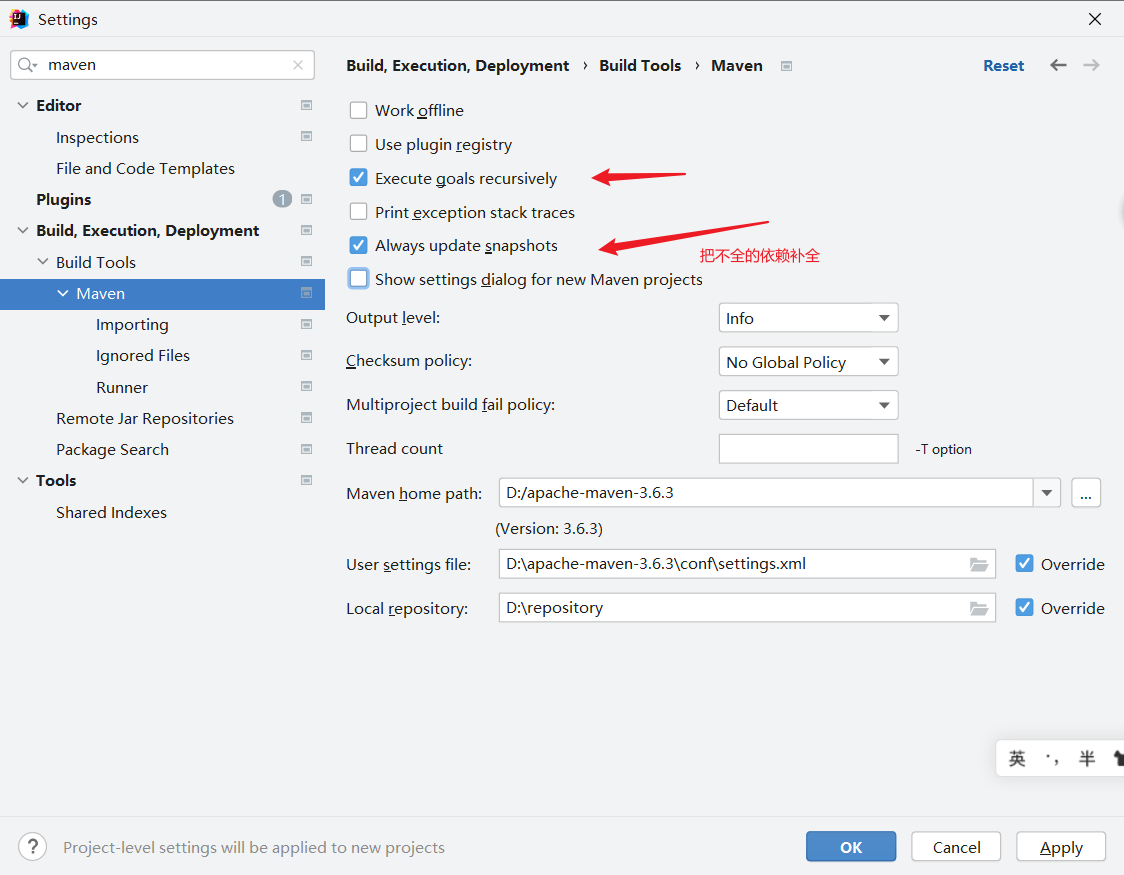 Settings
maven
Editor
Inspections
File and Code Templates
Plugins 1
Build, Execution, Deployment
Build Tools
Maven
Importing
Ignored Files
Runner
Remote Jar Repositories
Package Search
Tools
Shared Indexes
Build, Execution, Deployment › Build Tools › Maven
Reset
Work offline
Use plugin registry
Execute goals recursively
Print exception stack traces
Always update snapshots
把不全的依赖补全
Show settings dialog for new Maven projects
Output level: Info
Checksum policy: No Global Policy
Multiproject build fail policy: Default
Thread count -T option
Maven home path: D:/apache-maven-3.6.3 ...
(Version: 3.6.3)
User settings file: D:\apache-maven-3.6.3\conf\settings.xml Override
Local repository: D:\repository Override
英 ·, 半
? Project-level settings will be applied to new projects
OK Cancel Apply